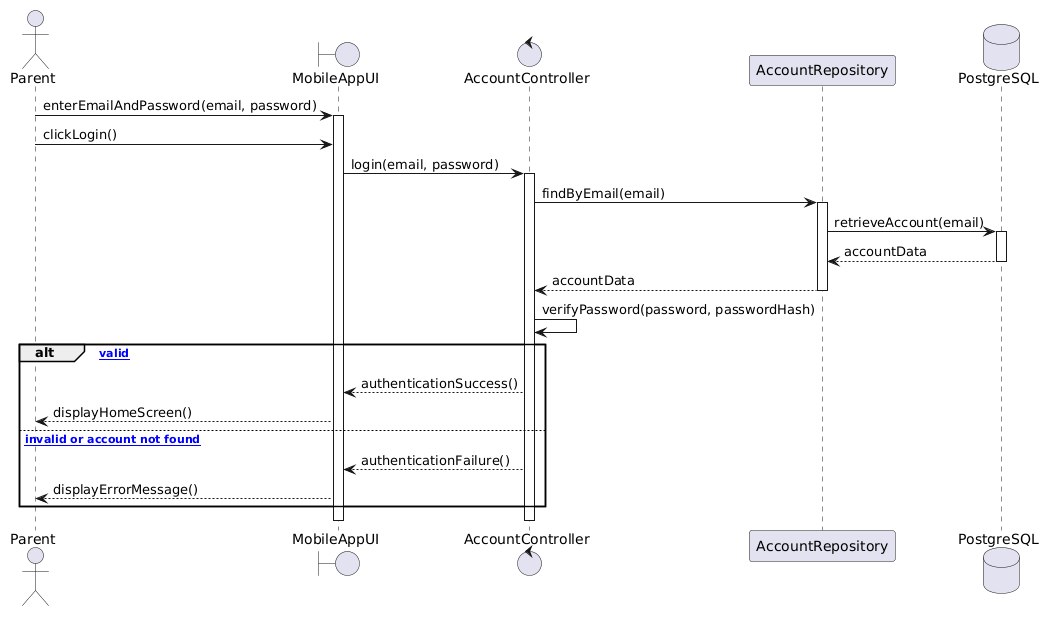 Parent
MobileAppUI
AccountController
AccountRepository
PostgreSQL
enterEmailAndPassword(email, password)
clickLogin()
login(email, password)
findByEmail(email)
retrieveAccount(email)
accountData
accountData
verifyPassword(password, passwordHash)
alt
valid
authenticationSuccess()
displayHomeScreen()
invalid or account not found
authenticationFailure()
displayErrorMessage()
Parent
MobileAppUI
AccountController
AccountRepository
PostgreSQL